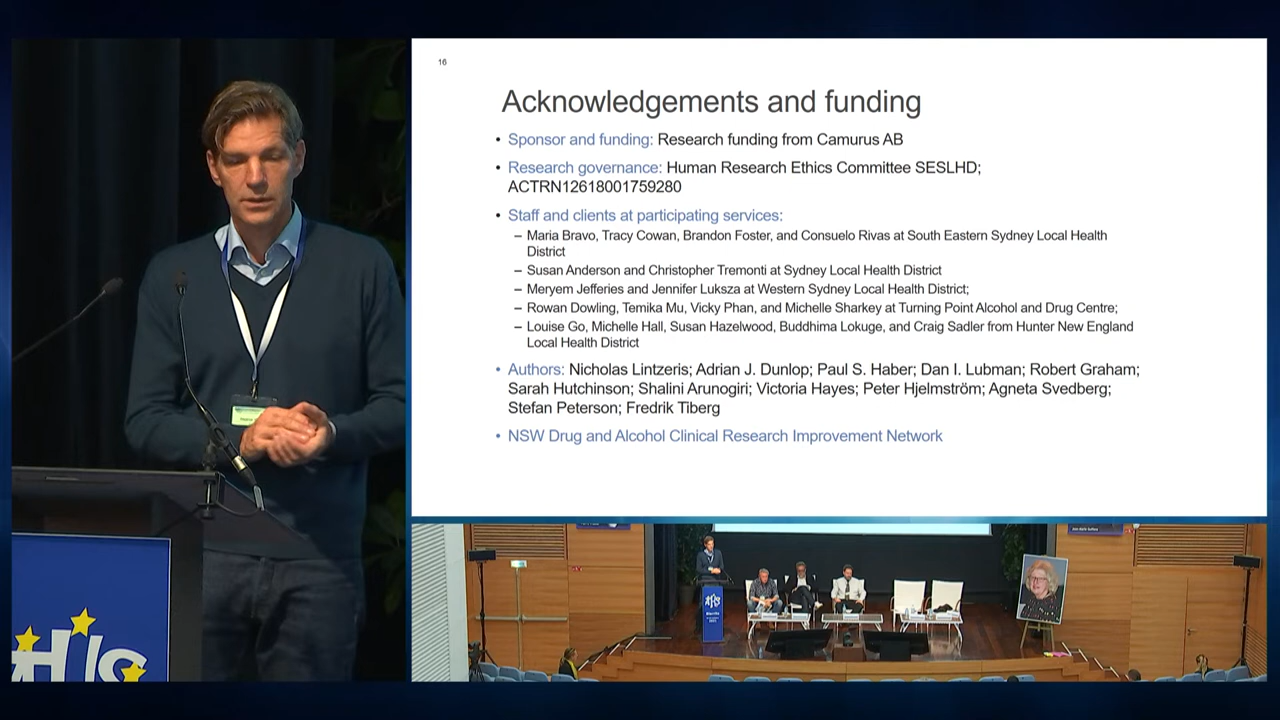 16
Acknowledgements and funding
• Sponsor and funding: Research funding from Camurus AB
• Research governance: Human Research Ethics Committee SESLHD;
ACTRN12618001759280
• Staff and clients at participating services:
– Maria Bravo, Tracy Cowan, Brandon Foster, and Consuelo Rivas at South Eastern Sydney Local Health
District
– Susan Anderson and Christopher Tremonti at Sydney Local Health District
– Meryem Jefferies and Jennifer Luksza at Western Sydney Local Health District;
– Rowan Dowling, Temika Mu, Vicky Phan, and Michelle Sharkey at Turning Point Alcohol and Drug Centre;
– Louise Go, Michelle Hall, Susan Hazelwood, Buddhima Lokuge, and Craig Sadler from Hunter New England
Local Health District
• Authors: Nicholas Lintzeris; Adrian J. Dunlop; Paul S. Haber; Dan I. Lubman; Robert Graham;
Sarah Hutchinson; Shalini Arunogiri; Victoria Hayes; Peter Hjelmström; Agneta Svedberg;
Stefan Peterson; Fredrik Tiberg
• NSW Drug and Alcohol Clinical Research Improvement Network